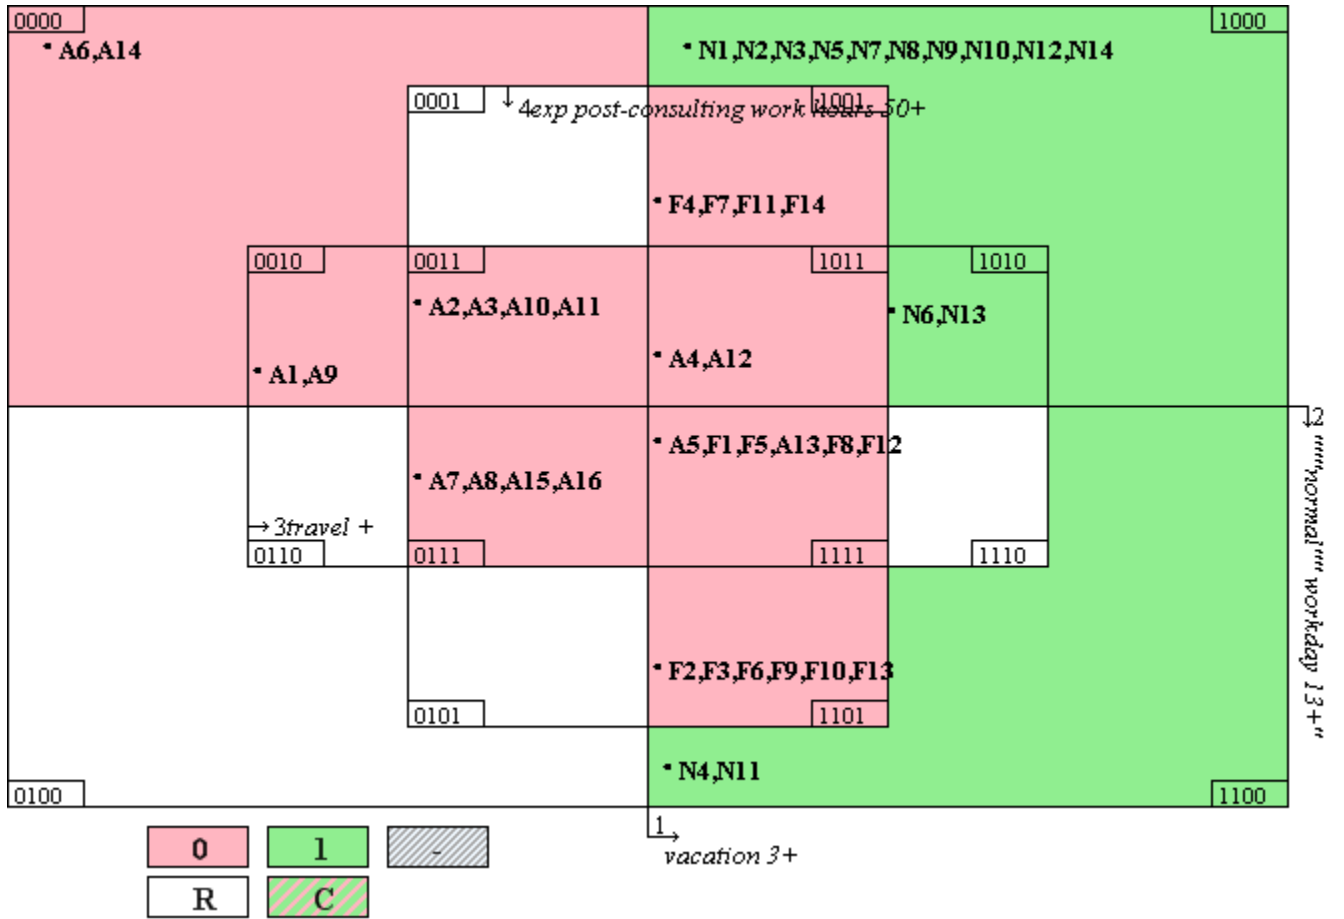 0000
1000
A6,A14
N1,N2,N3,N5,N7,N8,N9,N10,N12,N14
0001
4exp post-consulting work hours 50+
1001
F4,F7,F11,F14
0010
0011
1011
1010
A2,A3,A10,A11
N6,N13
A4,A12
A1,A9
2
"""normal"" workday 13+"
A5,F1,F5,A13,F8,F12
A7,A8,A15,A16
3travel +
0110
0111
1111
1110
F2,F3,F6,F9,F10,F13
0101
1101
N4,N11
0100
1100
1
vacation 3+
0
1
-
R
C